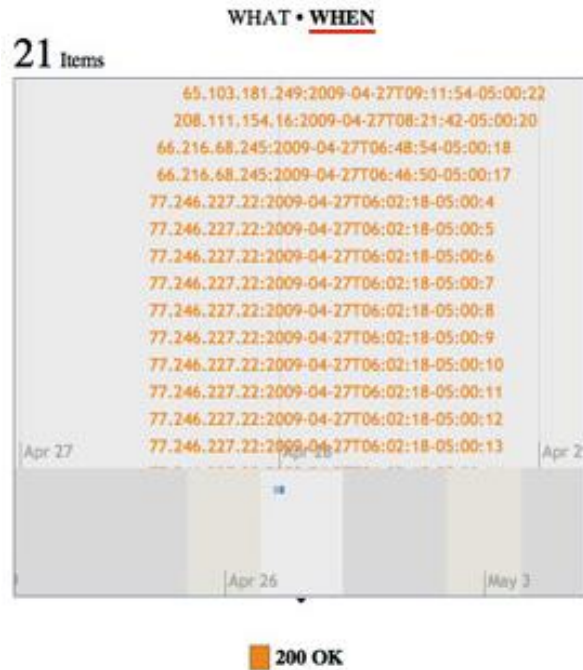 WHAT • WHEN
21 Items
65.103.181.249:2009-04-27T09:11:54-05:00:22
208.111.154.16:2009-04-27T08:21:42-05:00:20
66.216.68.245:2009-04-27T06:48:54-05:00:18
66.216.68.245:2009-04-27T06:46:50-05:00:17
77.246.227.22:2009-04-27T06:02:18-05:00:4
77.246.227.22:2009-04-27T06:02:18-05:00:5
77.246.227.22:2009-04-27T06:02:18-05:00:6
77.246.227.22:2009-04-27T06:02:18-05:00:7
77.246.227.22:2009-04-27T06:02:18-05:00:8
77.246.227.22:2009-04-27T06:02:18-05:00:9
77.246.227.22:2009-04-27T06:02:18-05:00:10
77.246.227.22:2009-04-27T06:02:18-05:00:11
77.246.227.22:2009-04-27T06:02:18-05:00:12
77.246.227.22:2009-04-27T06:02:18-05:00:13
Apr 27 Apr 28 Apr 2
Apr 26 May 3
200 OK